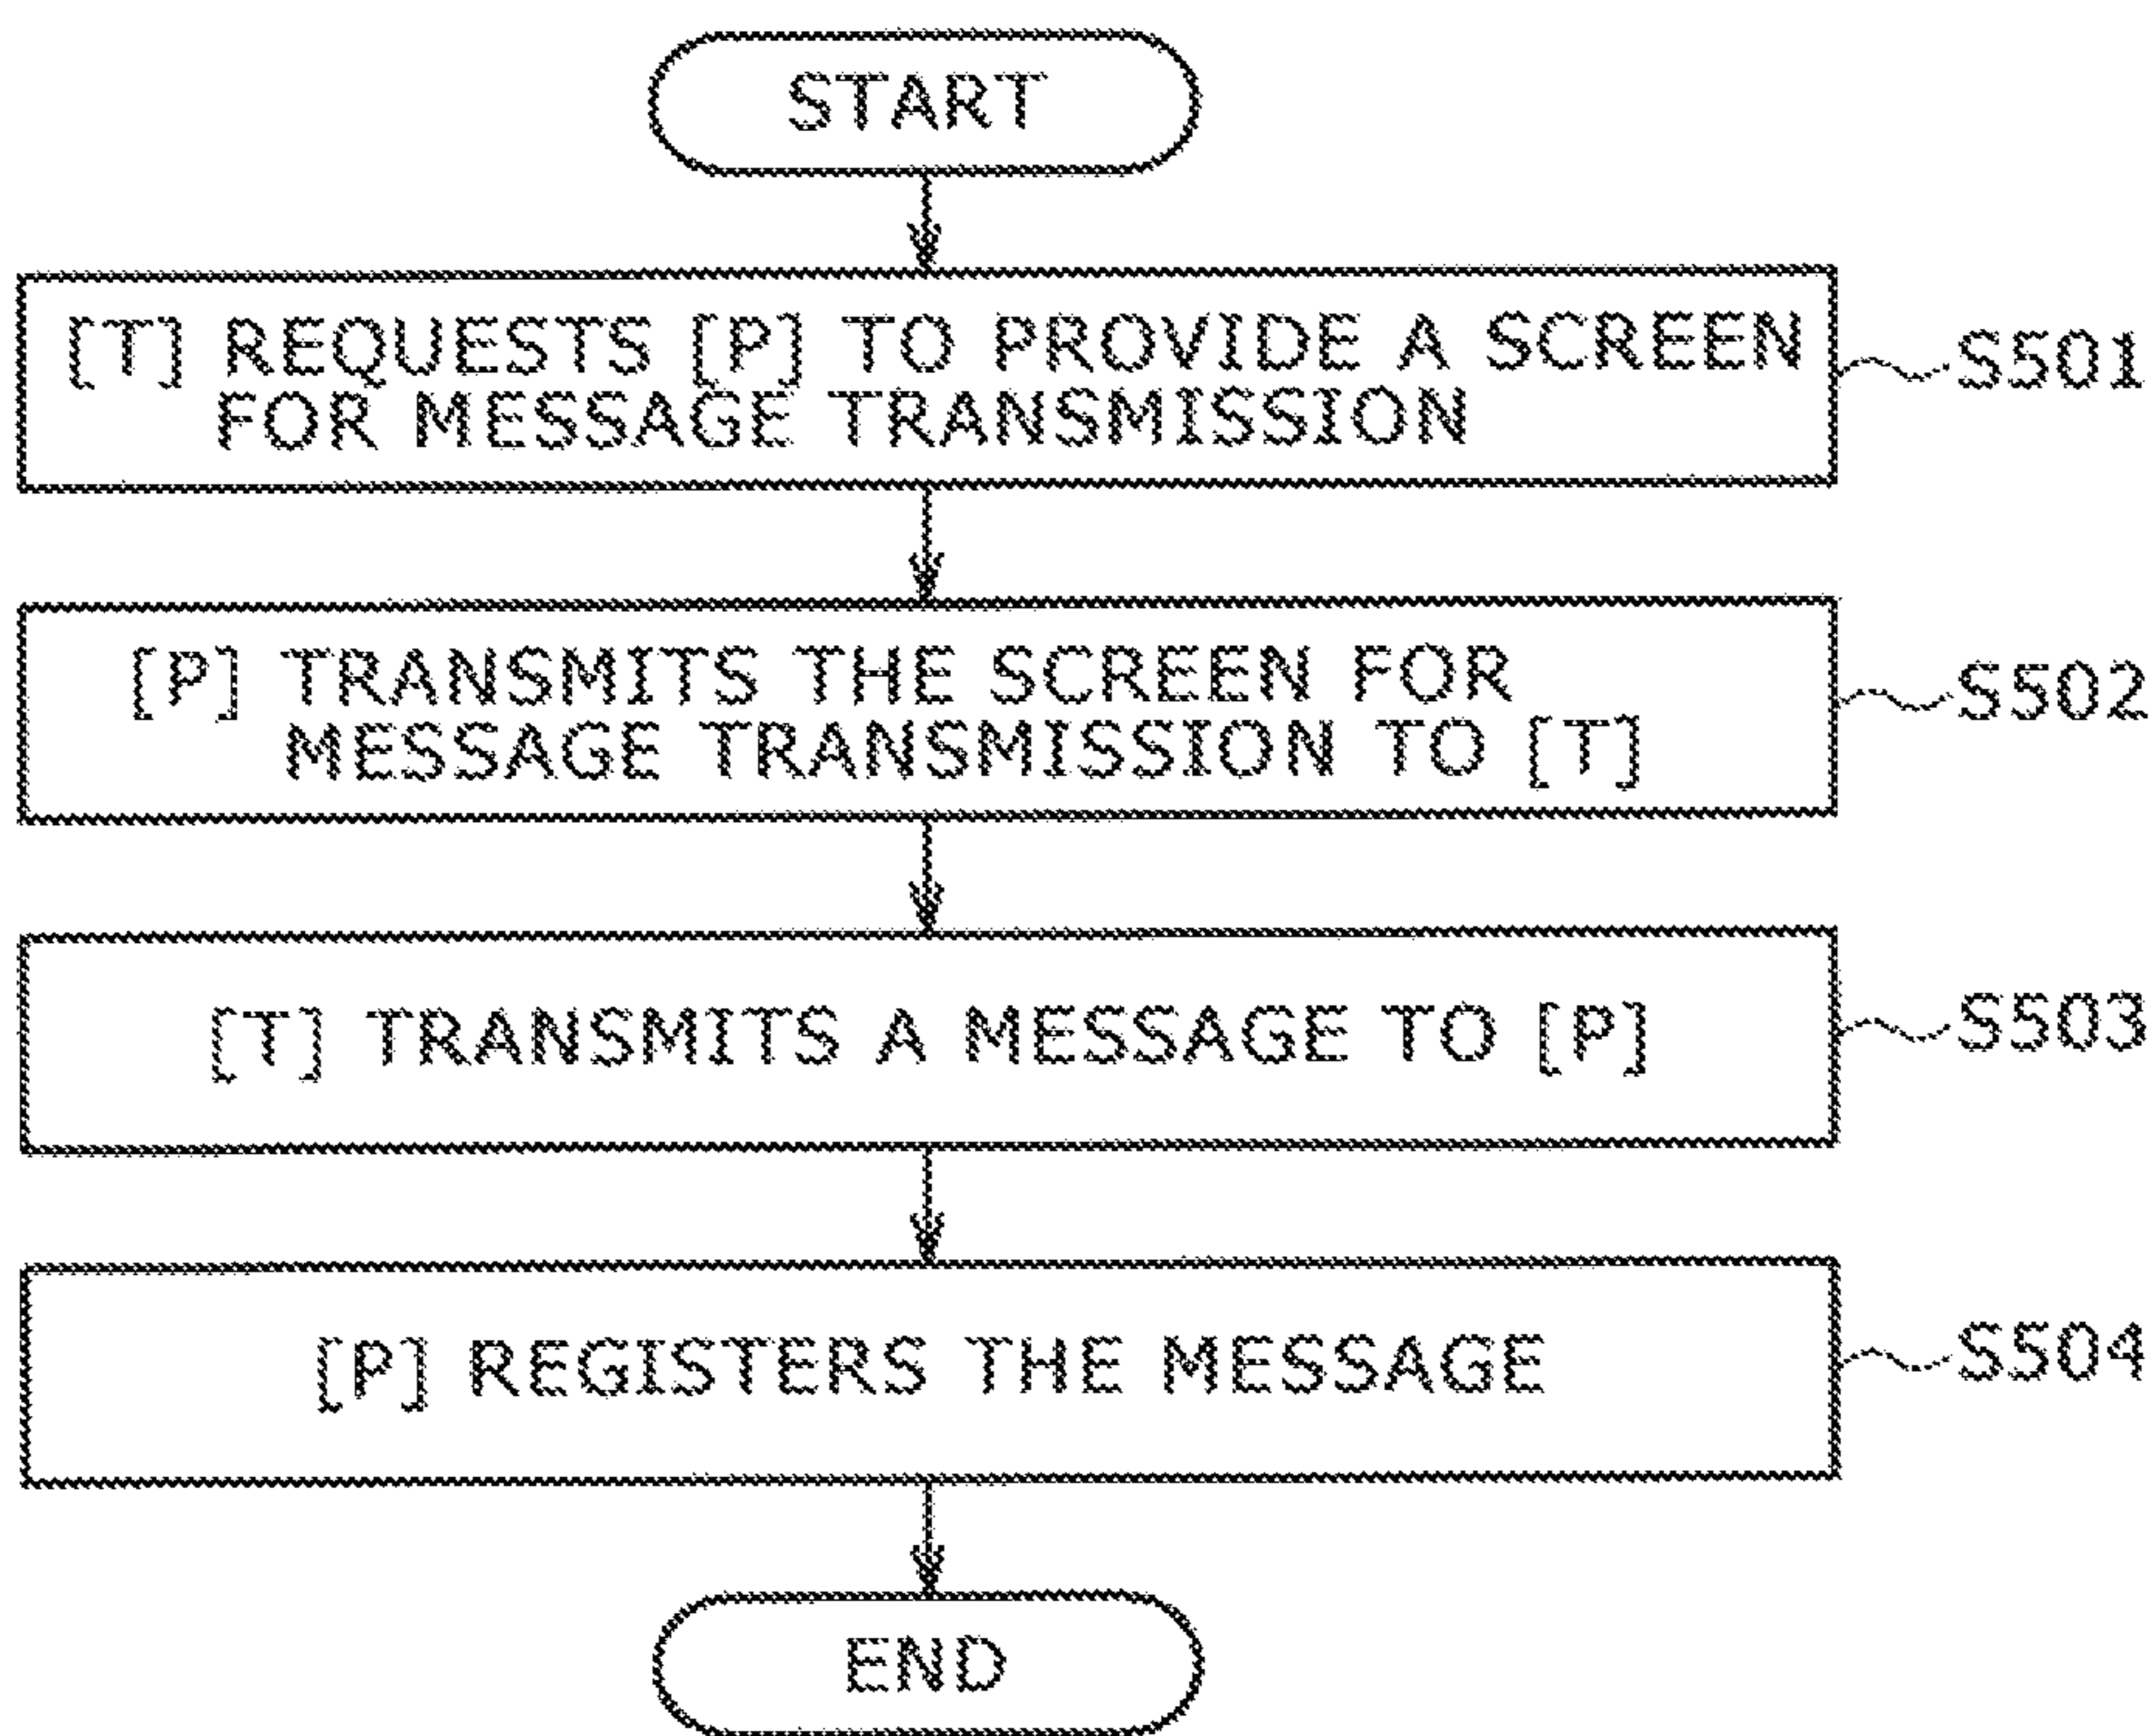 START
[T] REQUESTS [P] TO PROVIDE A SCREEN
FOR MESSAGE TRANSMISSION
S501
[P] TRANSMITS THE SCREEN FOR
MESSAGE TRANSMISSION TO [T]
S502
[T] TRANSMITS A MESSAGE TO [P]
S503
[P] REGISTERS THE MESSAGE
S504
END